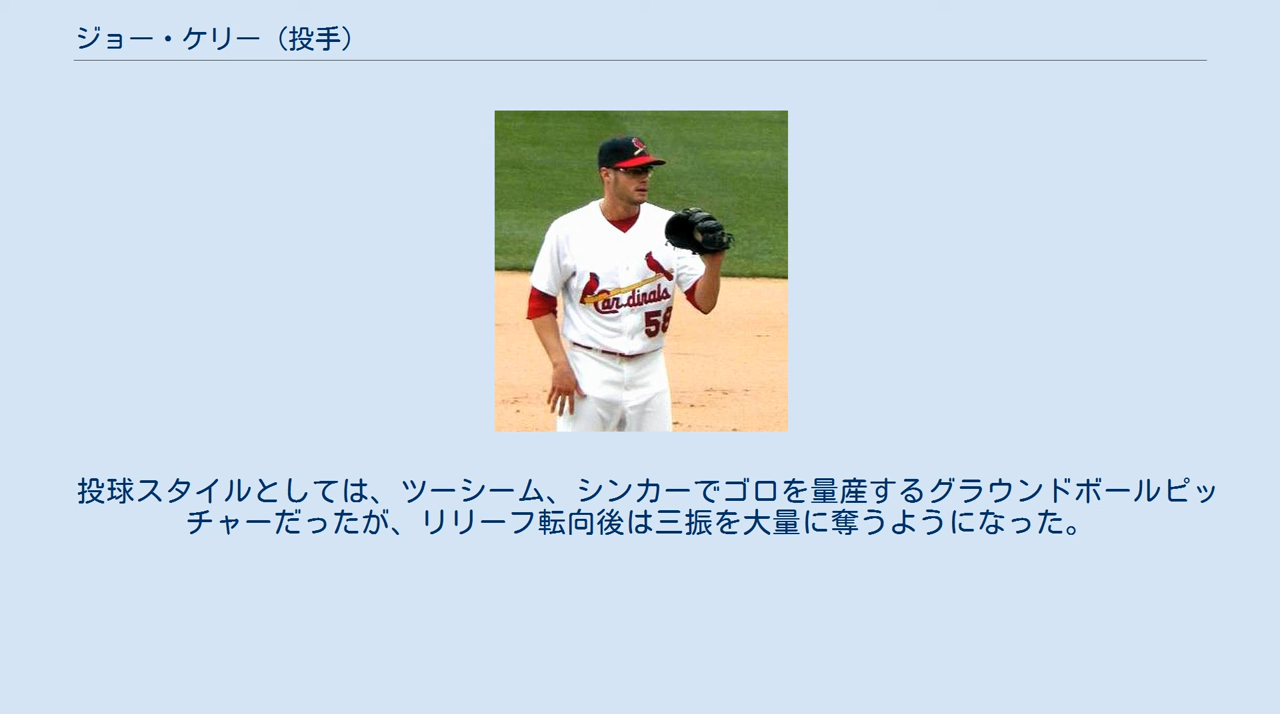 ジョー・ケリー（投手）
Cardinals
58
投球スタイルとしては、ツーシーム、シンカーでゴロを量産するグラウンドボールピッ
チャーだったが、リリーフ転向後は三振を大量に奪うようになった。